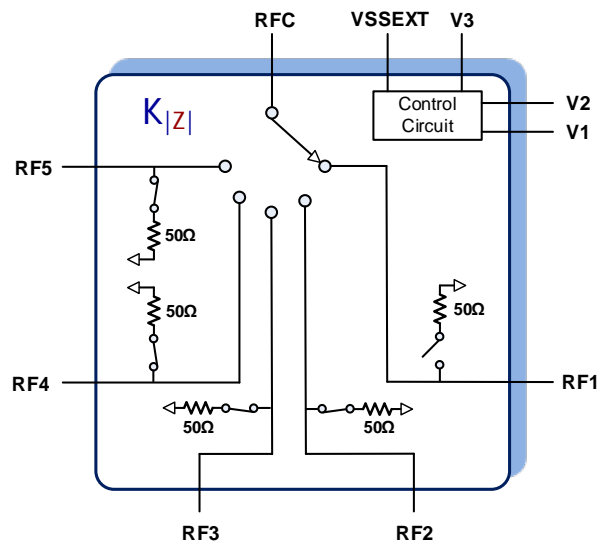 RFC
VSSEXT
V3
K|Z|
Control
Circuit
V2
V1
RF5
50Ω
50Ω
50Ω
RF4
RF1
50Ω
50Ω
RF3
RF2